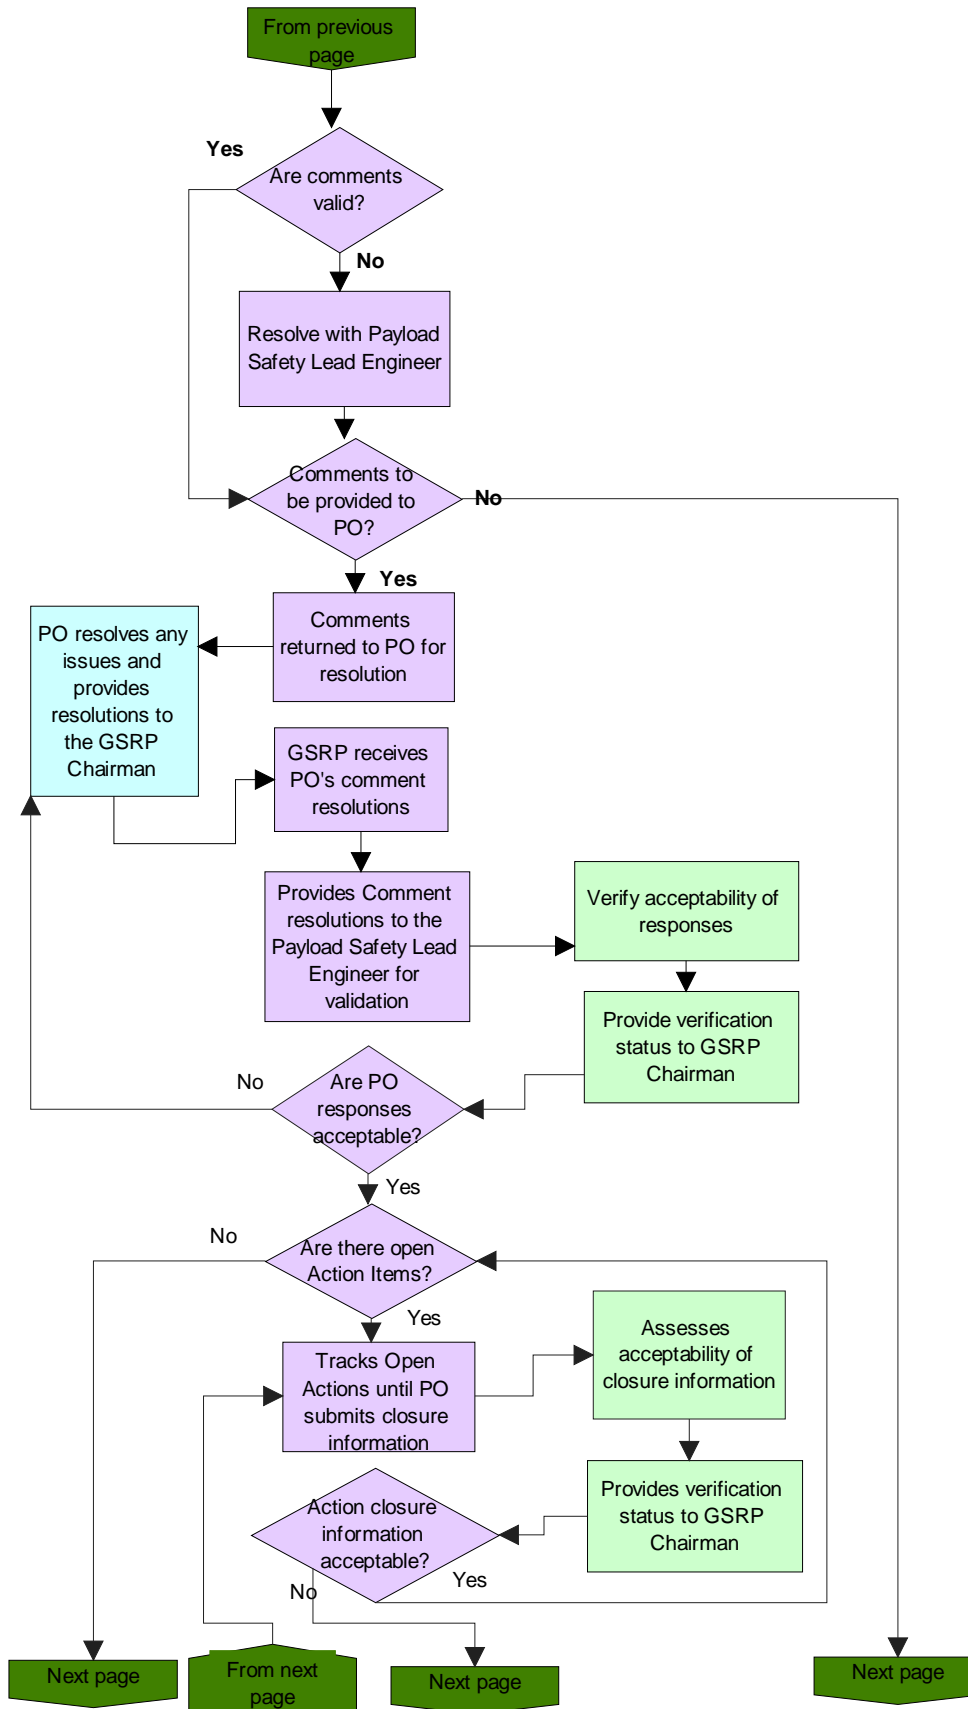 From previous
page
Yes
Are comments
valid?
No
Resolve with Payload
Safety Lead Engineer
Comments to
be provided to
PO?
No
Yes
Comments
returned to PO for
resolution
PO resolves any
issues and
provides
resolutions to
the GSRP
Chairman
GSRP receives
PO's comment
resolutions
Provides Comment
resolutions to the
Payload Safety Lead
Engineer for
validation
Verify acceptability of
responses
Provide verification
status to GSRP
Chairman
No
Are PO
responses
acceptable?
Yes
No
Are there open
Action Items?
Yes
Tracks Open
Actions until PO
submits closure
information
Assesses
acceptability of
closure information
Provides verification
status to GSRP
Chairman
Action closure
information
acceptable?
Yes
No
Next page
From next
page
Next page
Next page